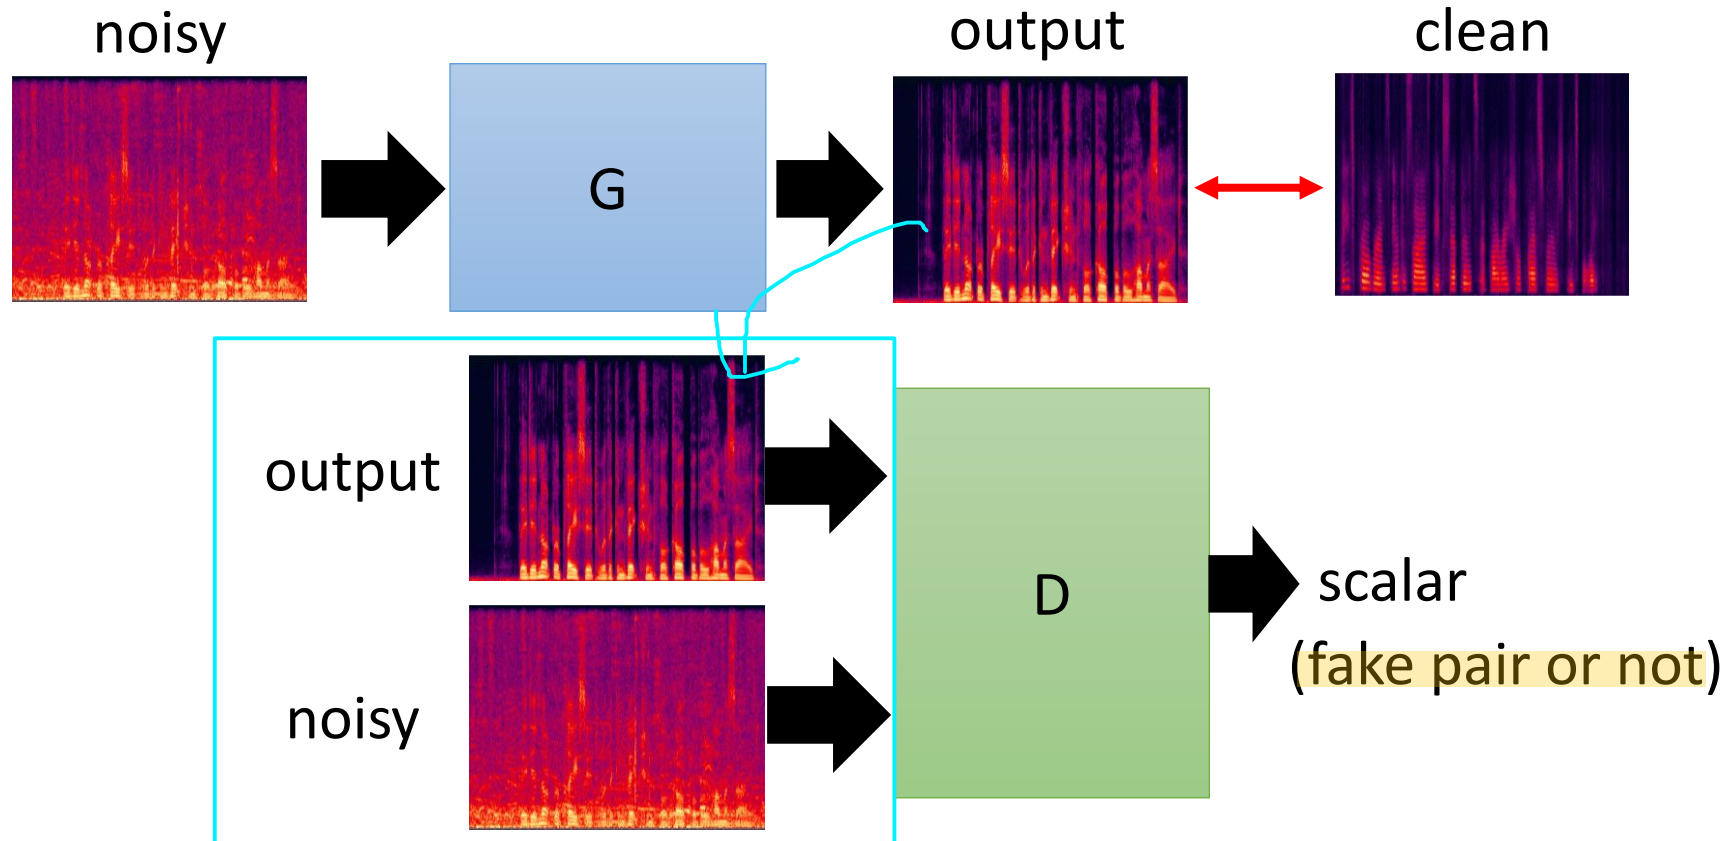 noisy
output
clean
G
output
noisy
D
scalar
(fake pair or not)